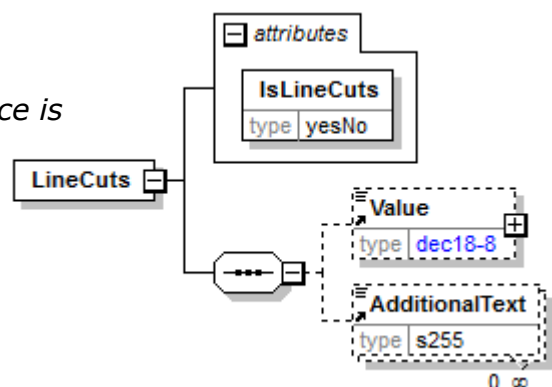 attributes
IsLineCuts
ce is
type yesNo
LineCuts
Value
type dec18-8
AdditionalText
type s255
0..∞